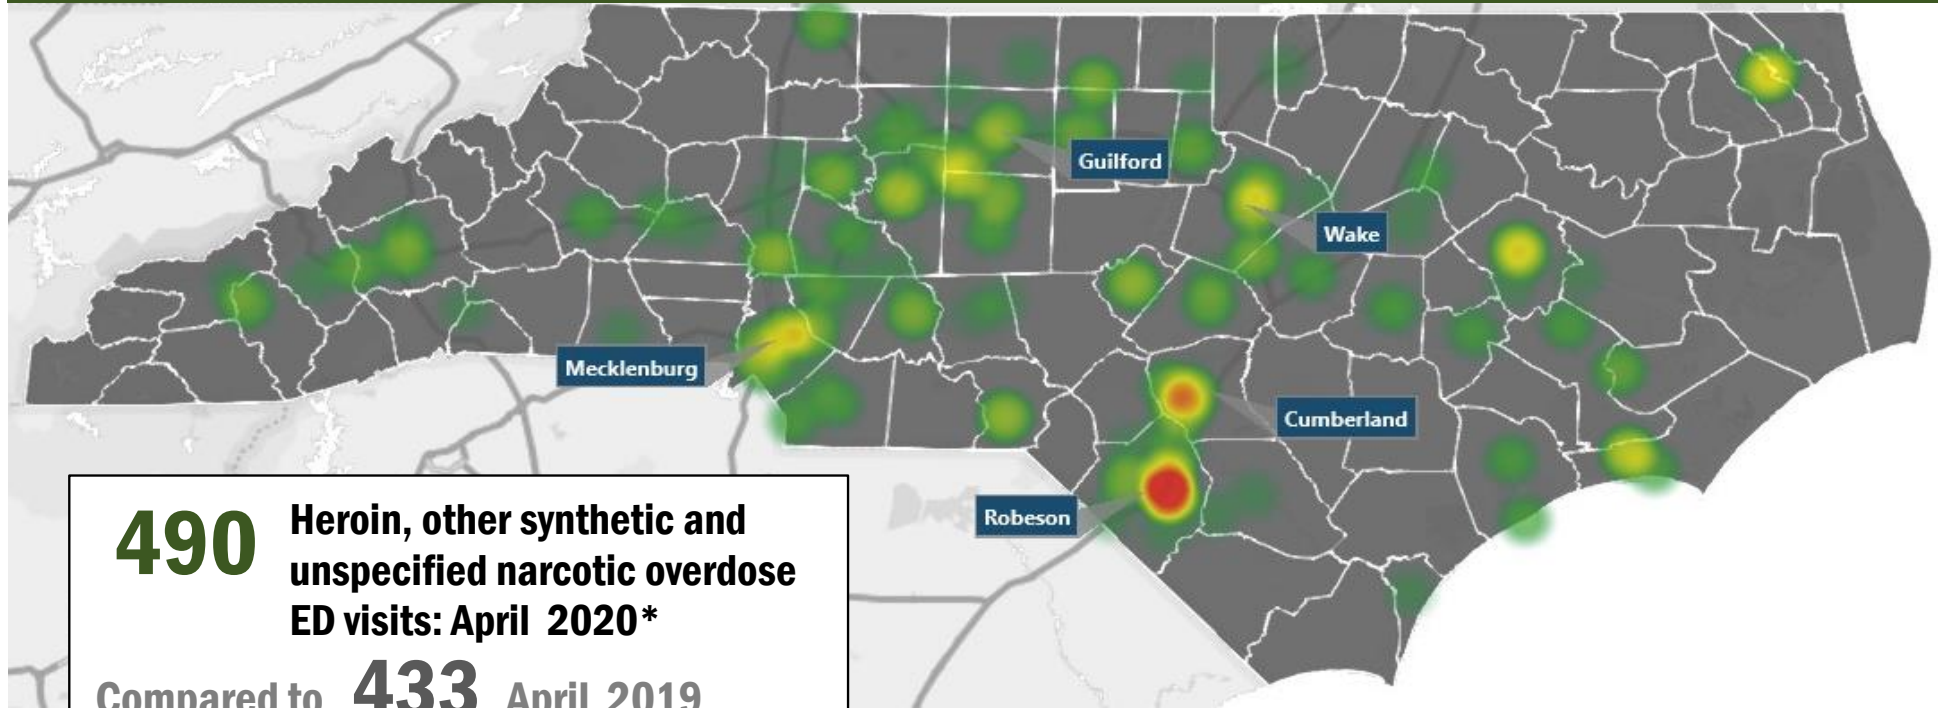 Guilford
Wake
Mecklenburg
Cumberland
Robeson
490
Heroin, other synthetic and
unspecified narcotic overdose
ED visits: April 2020*
Compared to 433 April 2019